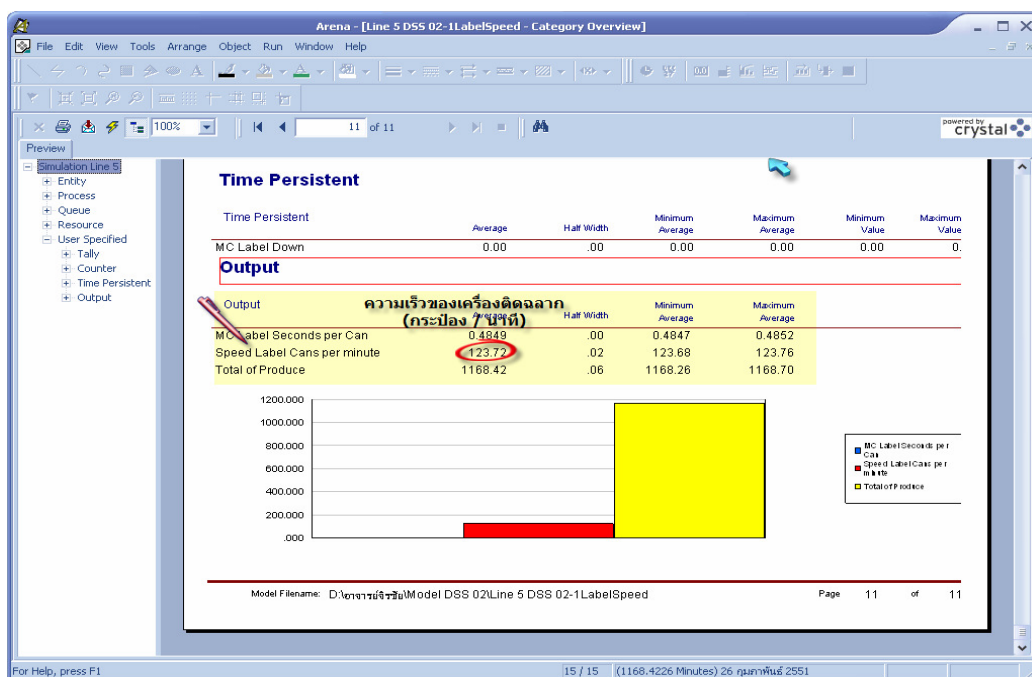 Arena - [Line 5 DSS 02-1LabelSpeed - Category Overview]
File Edit View Tools Arrange Object Run Window Help
100% 11 of 11
powered by crystal
Preview
Simulation Line 5
Entity
Process
Queue
Resource
User Specified
Tally
Counter
Time Persistent
Output
Time Persistent
Time Persistent Average Half Width Minimum Average Maximum Average Minimum Value Maximum Value
MC Label Down 0.00 .00 0.00 0.00 0.00 0.
Output
ความเร็วของเครื่องติดฉลาก
(กระป๋อง / นาที)
Output Average Half Width Minimum Average Maximum Average
MC Label Seconds per Can 0.4849 .00 0.4847 0.4852
Speed Label Cans per minute 123.72 .02 123.68 123.76
Total of Produce 1168.42 .06 1168.26 1168.70
1200.000
1000.000
800.000
600.000
400.000
200.000
.000
MC Label Seconds per
Can
Speed Label Cans per
minute
Total of Produce
Model Filename: D:\อาจารย์จิรชัย\Model DSS 02\Line 5 DSS 02-1LabelSpeed Page 11 of 11
For Help, press F1 15 / 15 (1168.4226 Minutes) 26 กุมภาพันธ์ 2551